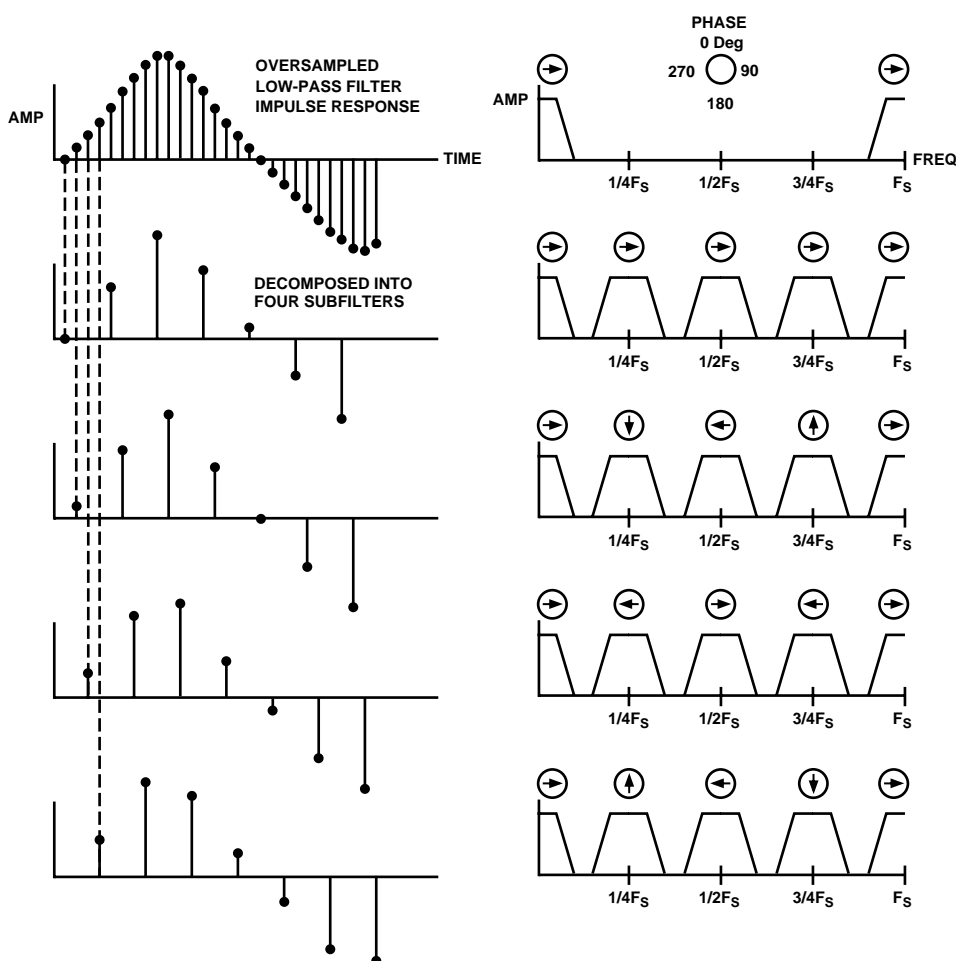 OVERSAMPLED
LOW-PASS FILTER
IMPULSE RESPONSE
AMP
TIME
PHASE
0 Deg
270
90
180
AMP
FREQ
1/4FS
1/2FS
3/4FS
FS
DECOMPOSED INTO
FOUR SUBFILTERS
1/4FS
1/2FS
3/4FS
FS
1/4FS
1/2FS
3/4FS
FS
1/4FS
1/2FS
3/4FS
FS
1/4FS
1/2FS
3/4FS
FS